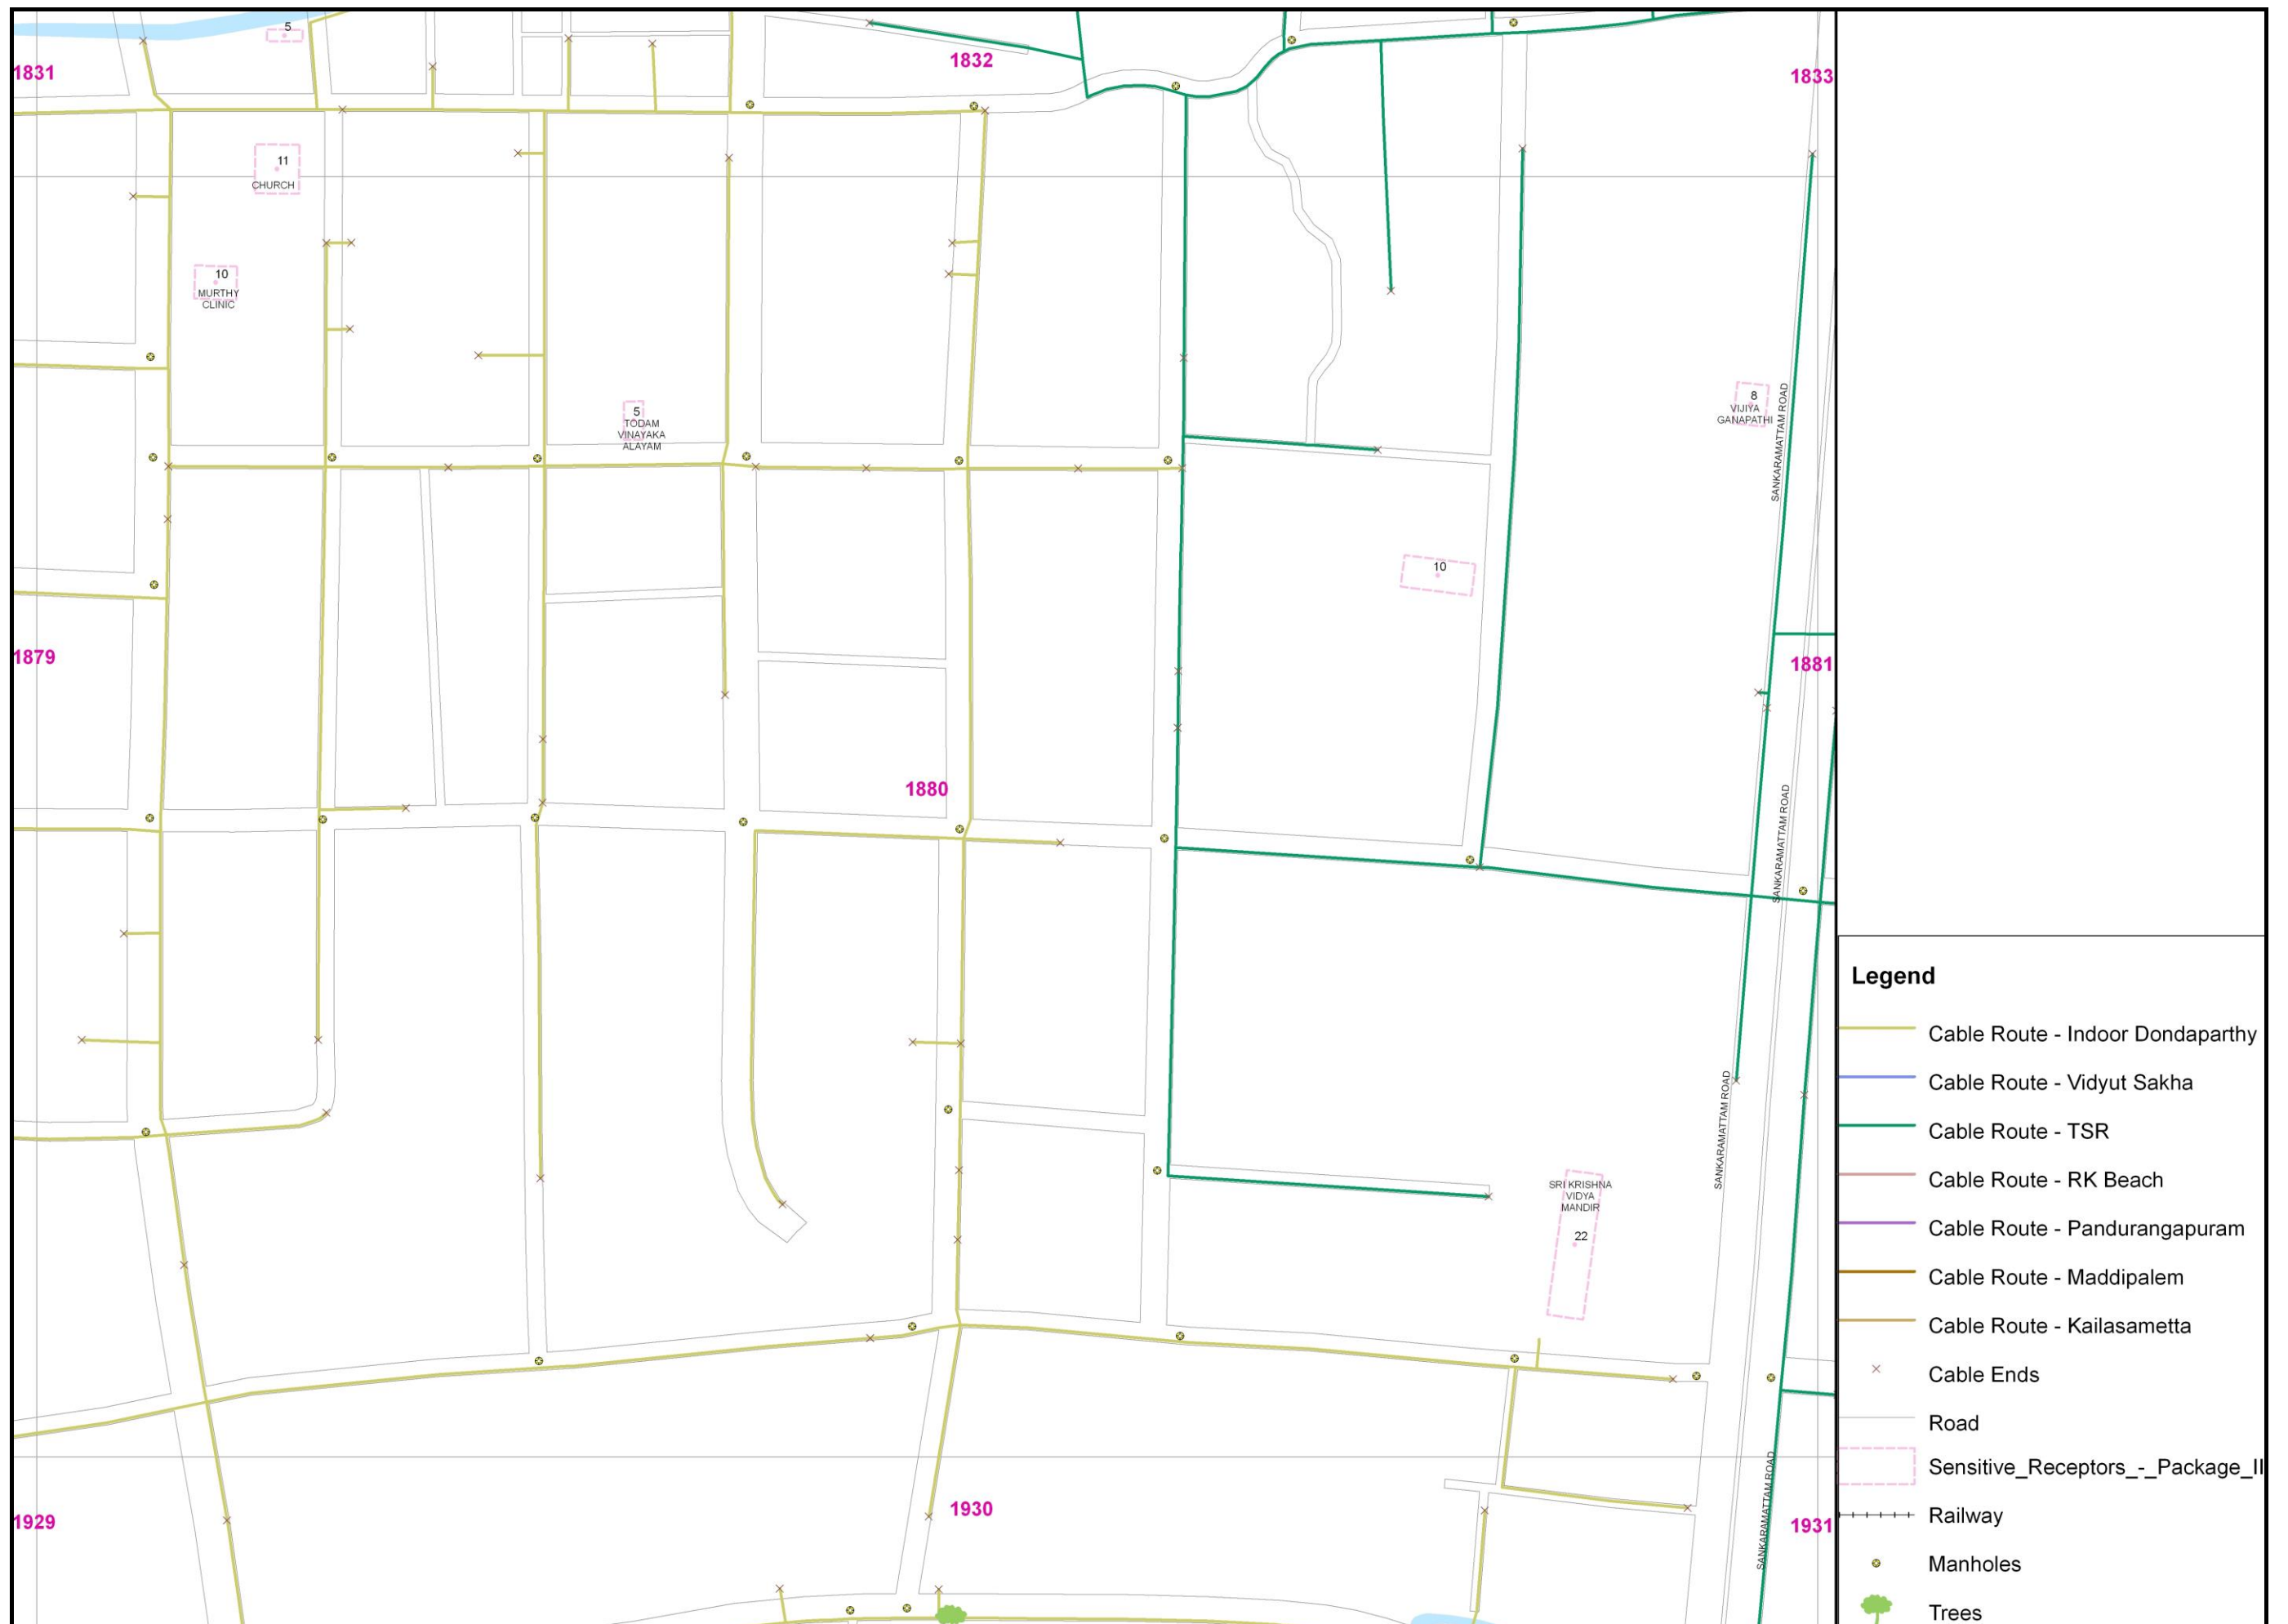 5
1831
1832
1833
11
CHURCH
10
MURTHY
CLINIC
5
TODAM
VINAYAKA
ALAYAM
8
VIJIYA
GANAPATHI
SANKARAMATTAM ROAD
10
1879
1881
1880
SANKARAMATTAM ROAD
SANKARAMATTAM ROAD
SRI KRISHNA
VIDYA
MANDIR
22
SANKARAMATTAM ROAD
1929
1930
1931
Legend
Cable Route - Indoor Dondaparthy
Cable Route - Vidyut Sakha
Cable Route - TSR
Cable Route - RK Beach
Cable Route - Pandurangapuram
Cable Route - Maddipalem
Cable Route - Kailasametta
Cable Ends
Road
Sensitive_Receptors_-_Package_II
Railway
Manholes
Trees